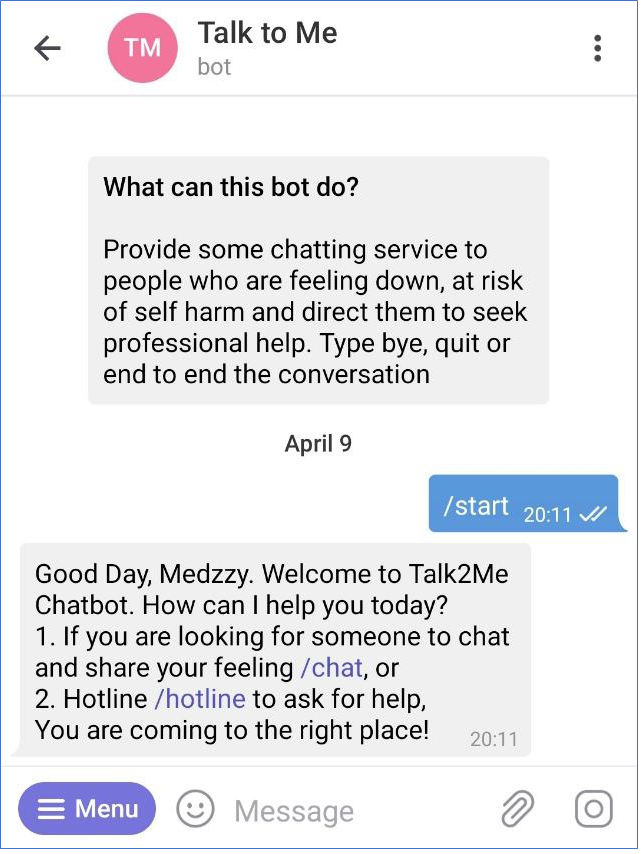 TM
Talk to Me
bot
What can this bot do?
Provide some chatting service to
people who are feeling down, at risk
of self harm and direct them to seek
professional help. Type bye, quit or
end to end the conversation
April 9
/start 20:11
Good Day, Medzzy. Welcome to Talk2Me
Chatbot. How can I help you today?
1. If you are looking for someone to chat
and share your feeling /chat, or
2. Hotline /hotline to ask for help,
You are coming to the right place! 20:11
Menu Message